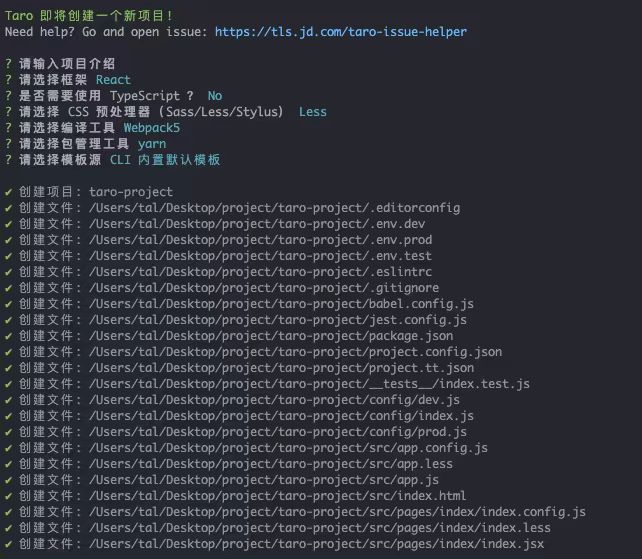 Taro 即将创建一个新项目!
Need help? Go and open issue: https://tls.jd.com/taro-issue-helper
? 请输入项目介绍
? 请选择框架 React
? 是否需要使用 TypeScript ? No
? 请选择 CSS 预处理器 (Sass/Less/Stylus) Less
? 请选择编译工具 Webpack5
? 请选择包管理工具 yarn
? 请选择模板源 CLI 内置默认模板
✔ 创建项目: taro-project
✔ 创建文件: /Users/tal/Desktop/project/taro-project/.editorconfig
✔ 创建文件: /Users/tal/Desktop/project/taro-project/.env.dev
✔ 创建文件: /Users/tal/Desktop/project/taro-project/.env.prod
✔ 创建文件: /Users/tal/Desktop/project/taro-project/.env.test
✔ 创建文件: /Users/tal/Desktop/project/taro-project/.eslintrc
✔ 创建文件: /Users/tal/Desktop/project/taro-project/.gitignore
✔ 创建文件: /Users/tal/Desktop/project/taro-project/babel.config.js
✔ 创建文件: /Users/tal/Desktop/project/taro-project/jest.config.js
✔ 创建文件: /Users/tal/Desktop/project/taro-project/package.json
✔ 创建文件: /Users/tal/Desktop/project/taro-project/project.config.json
✔ 创建文件: /Users/tal/Desktop/project/taro-project/project.tt.json
✔ 创建文件: /Users/tal/Desktop/project/taro-project/__tests__/index.test.js
✔ 创建文件: /Users/tal/Desktop/project/taro-project/config/dev.js
✔ 创建文件: /Users/tal/Desktop/project/taro-project/config/index.js
✔ 创建文件: /Users/tal/Desktop/project/taro-project/config/prod.js
✔ 创建文件: /Users/tal/Desktop/project/taro-project/src/app.config.js
✔ 创建文件: /Users/tal/Desktop/project/taro-project/src/app.less
✔ 创建文件: /Users/tal/Desktop/project/taro-project/src/app.js
✔ 创建文件: /Users/tal/Desktop/project/taro-project/src/index.html
✔ 创建文件: /Users/tal/Desktop/project/taro-project/src/pages/index/index.config.js
✔ 创建文件: /Users/tal/Desktop/project/taro-project/src/pages/index/index.less
✔ 创建文件: /Users/tal/Desktop/project/taro-project/src/pages/index/index.jsx